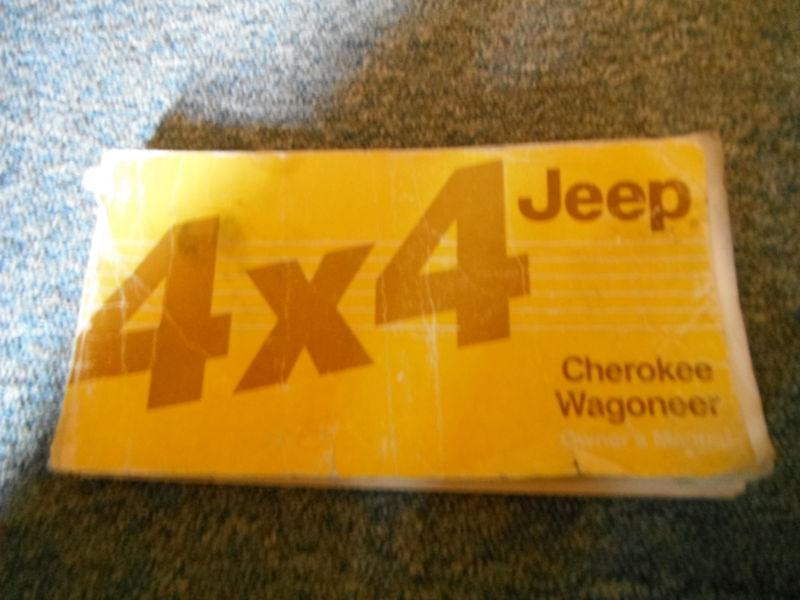 Jeep
4x4
Cherokee
Wagoneer
Owner's Manual